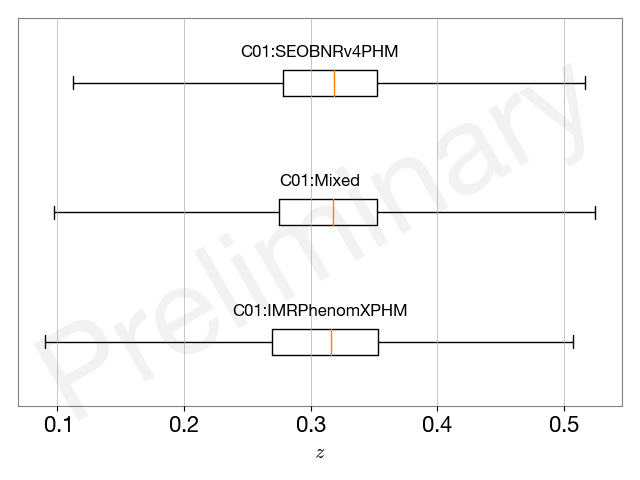 C01:SEOBNRv4PHM
C01:Mixed
C01:IMRPhenomXPHM
Preliminary
0.1 0.2 0.3 0.4 0.5
z